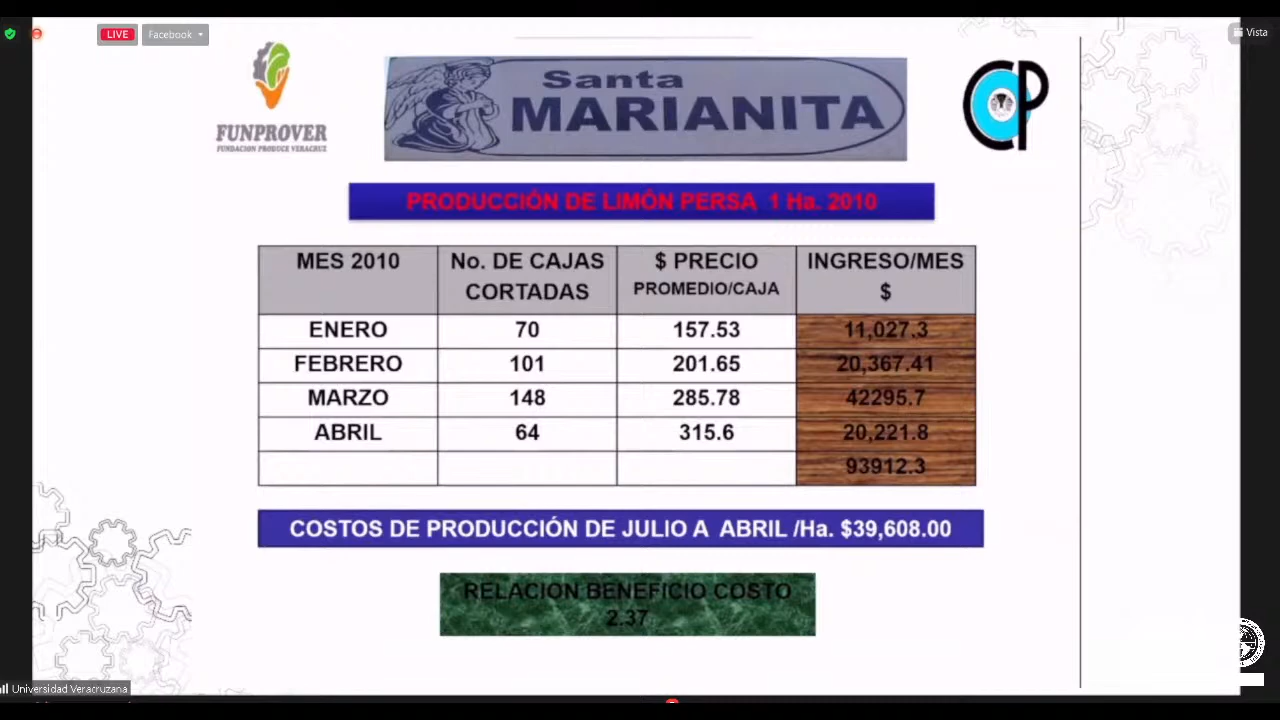 LIVE
Facebook
Vista
FUNPROVER
FUNDACION PRODUCE VERACRUZ
Santa
MARIANITA
COP
PRODUCCIÓN DE LIMÓN PERSA 1 Ha. 2010
MES 2010 No. DE CAJAS CORTADAS $ PRECIO PROMEDIO/CAJA INGRESO/MES $
ENERO 70 157.53 11,027.3
FEBRERO 101 201.65 20,367.41
MARZO 148 285.78 42295.7
ABRIL 64 315.6 20,221.8
93912.3
COSTOS DE PRODUCCIÓN DE JULIO A ABRIL /Ha. $39,608.00
RELACION BENEFICIO COSTO
2.37
Universidad Veracruzana